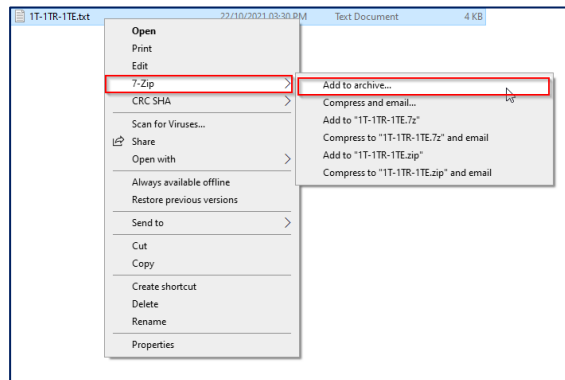 1T-1TR-1TE.txt 22/10/2021 03:30 PM Text Document 4 KB
Open
Print
Edit
7-Zip
CRC SHA
Scan for Viruses...
Share
Open with
Always available offline
Restore previous versions
Send to
Cut
Copy
Create shortcut
Delete
Rename
Properties
Add to archive...
Compress and email...
Add to "1T-1TR-1TE.7z"
Compress to "1T-1TR-1TE.7z" and email
Add to "1T-1TR-1TE.zip"
Compress to "1T-1TR-1TE.zip" and email